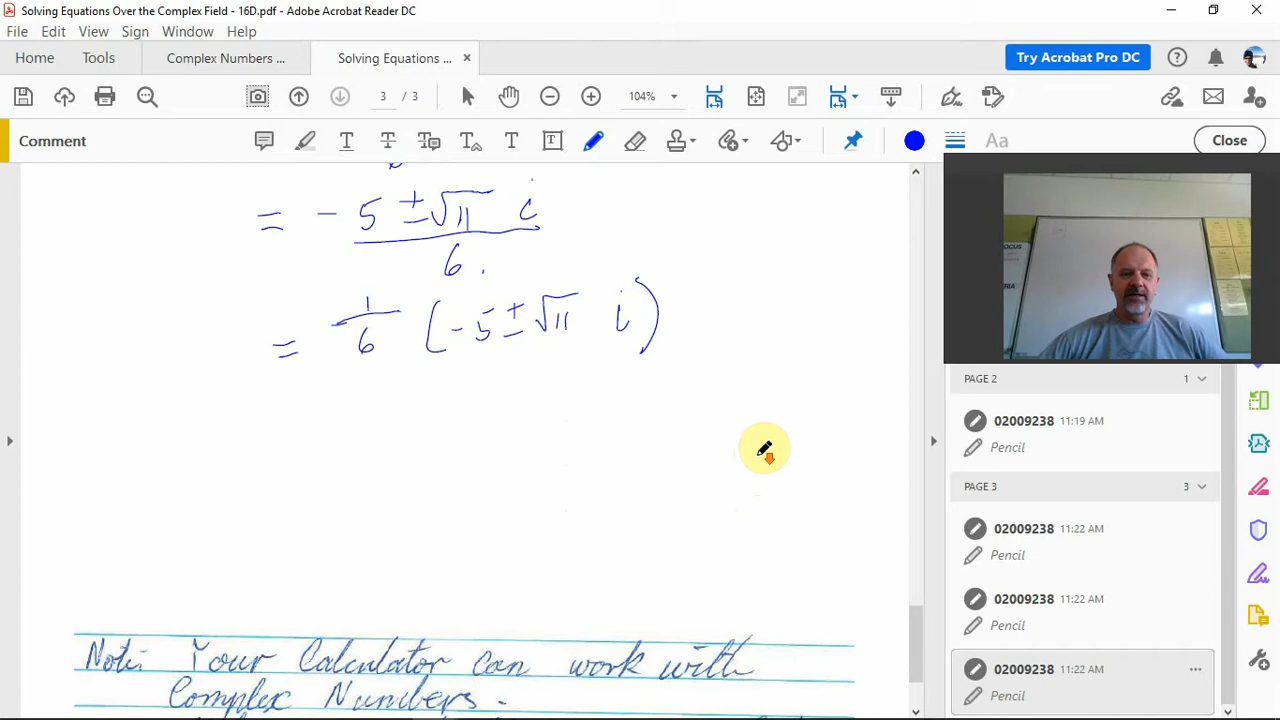 Solving Equations Over the Complex Field - 16D.pdf - Adobe Acrobat Reader DC
File Edit View Sign Window Help
Home Tools Complex Numbers ... Solving Equations ... Try Acrobat Pro DC
3 / 3 104%
Comment Aa Close
= - 5 ± √11 i
6.
= 1/6 (-5 ± √11 i)
PAGE 2 1
02009238 11:19 AM
Pencil
PAGE 3 3
02009238 11:22 AM
Pencil
02009238 11:22 AM
Pencil
02009238 11:22 AM
Pencil
Note: Your Calculator can work with
Complex Numbers.